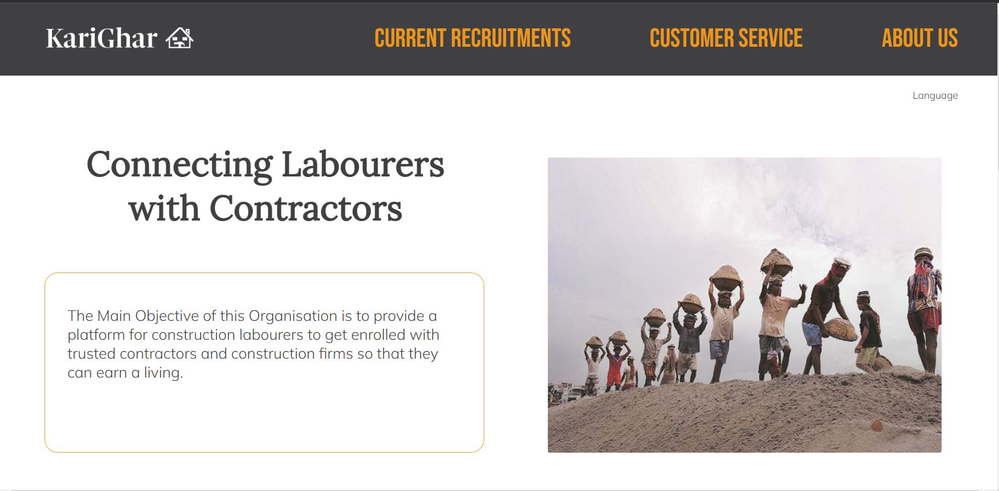 KariGhar
CURRENT RECRUITMENTS
CUSTOMER SERVICE
ABOUT US
Language
Connecting Labourers
with Contractors
The Main Objective of this Organisation is to provide a
platform for construction labourers to get enrolled with
trusted contractors and construction firms so that they
can earn a living.